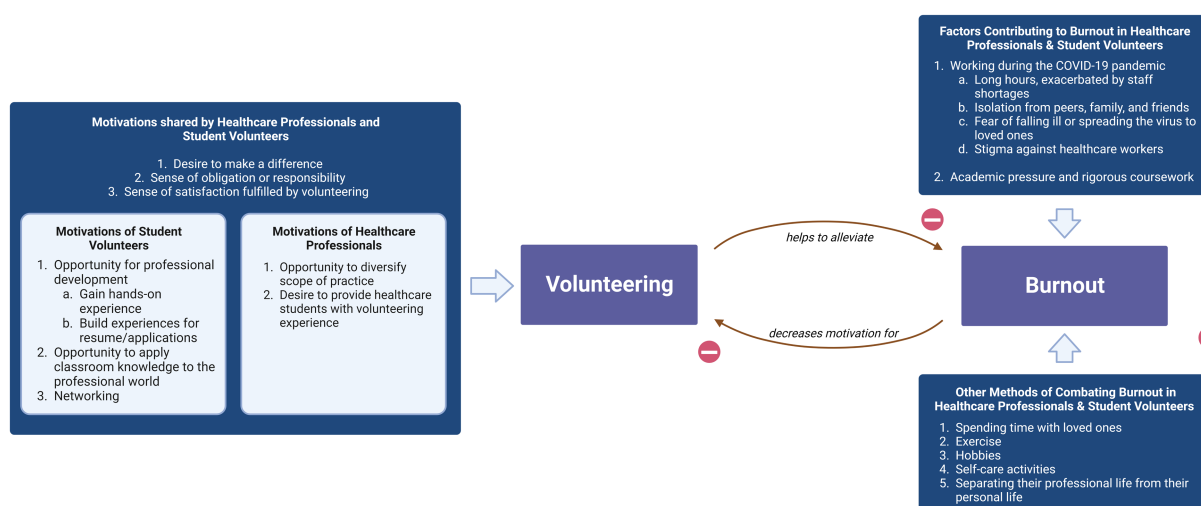 Motivations shared by Healthcare Professionals and
Student Volunteers
1. Desire to make a difference
2. Sense of obligation or responsibility
3. Sense of satisfaction fulfilled by volunteering
Motivations of Student
Volunteers
1. Opportunity for professional
development
a. Gain hands-on
experience
b. Build experiences for
resume/applications
2. Opportunity to apply
classroom knowledge to the
professional world
3. Networking
Motivations of Healthcare
Professionals
1. Opportunity to diversify
scope of practice
2. Desire to provide healthcare
students with volunteering
experience
Volunteering
helps to alleviate
decreases motivation for
Factors Contributing to Burnout in Healthcare
Professionals & Student Volunteers
1. Working during the COVID-19 pandemic
a. Long hours, exacerbated by staff
shortages
b. Isolation from peers, family, and friends
c. Fear of falling ill or spreading the virus to
loved ones
d. Stigma against healthcare workers
2. Academic pressure and rigorous coursework
Burnout
Other Methods of Combating Burnout in
Healthcare Professionals & Student Volunteers
1. Spending time with loved ones
2. Exercise
3. Hobbies
4. Self-care activities
5. Separating their professional life from their
personal life